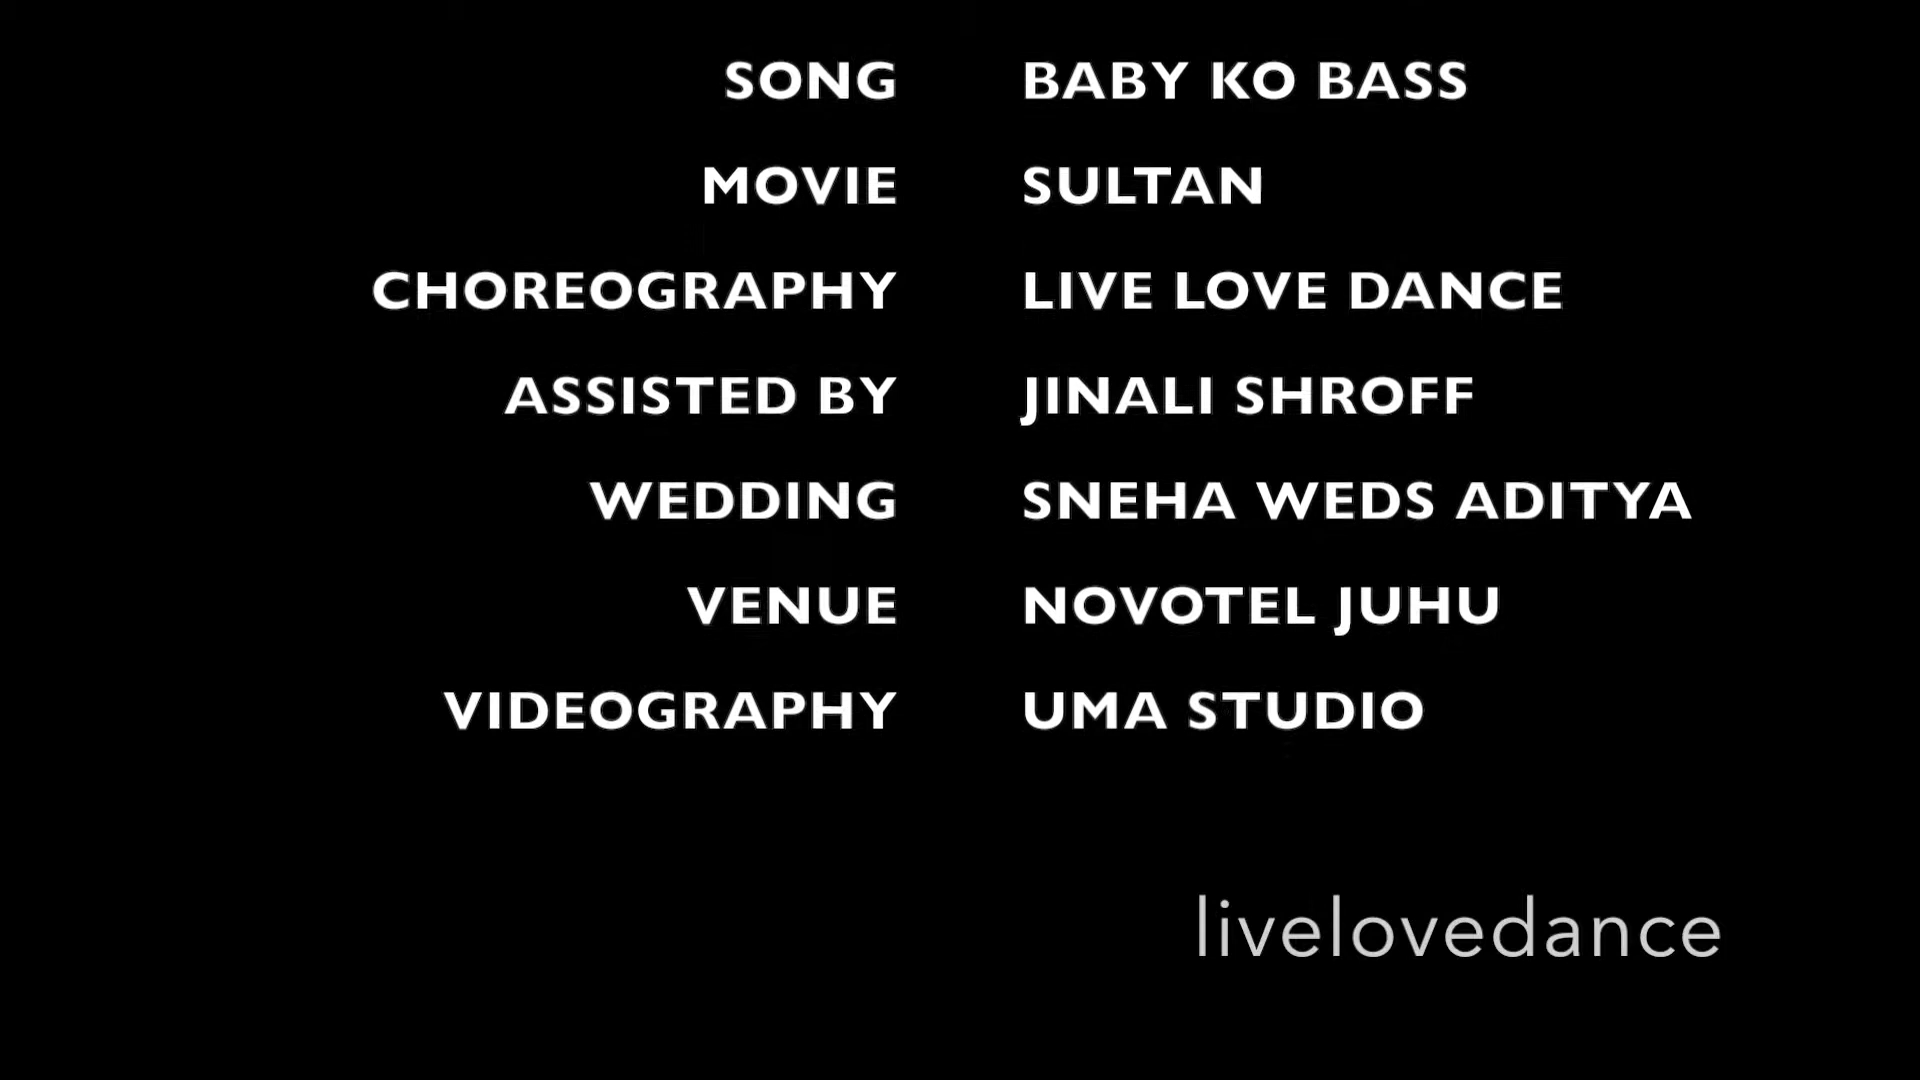 SONG BABY KO BASS
MOVIE SULTAN
CHOREOGRAPHY LIVE LOVE DANCE
ASSISTED BY JINALI SHROFF
WEDDING SNEHA WEDS ADITYA
VENUE NOVOTEL JUHU
VIDEOGRAPHY UMA STUDIO
livelovedance